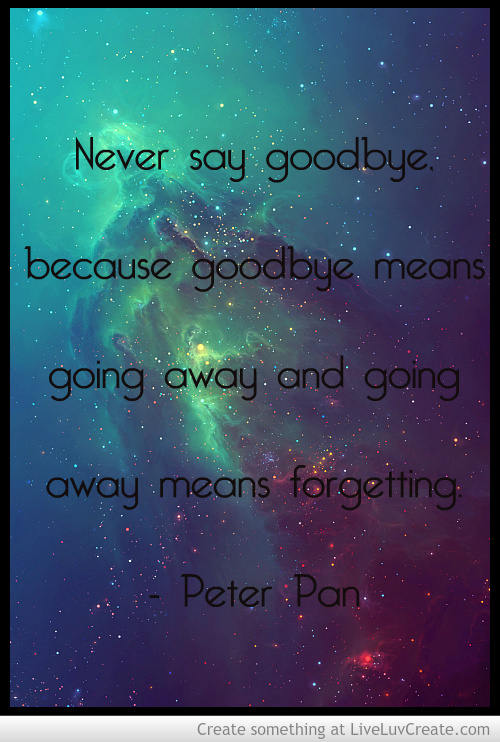 Never say goodbye,
because goodbye means
going away and going
away means forgetting.
- Peter Pan
Create something at LiveLuvCreate.com